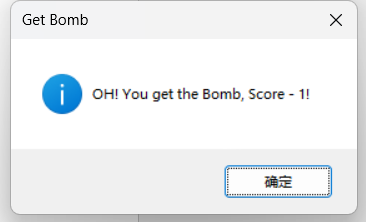 Get Bomb
OH! You get the Bomb, Score - 1!
确定